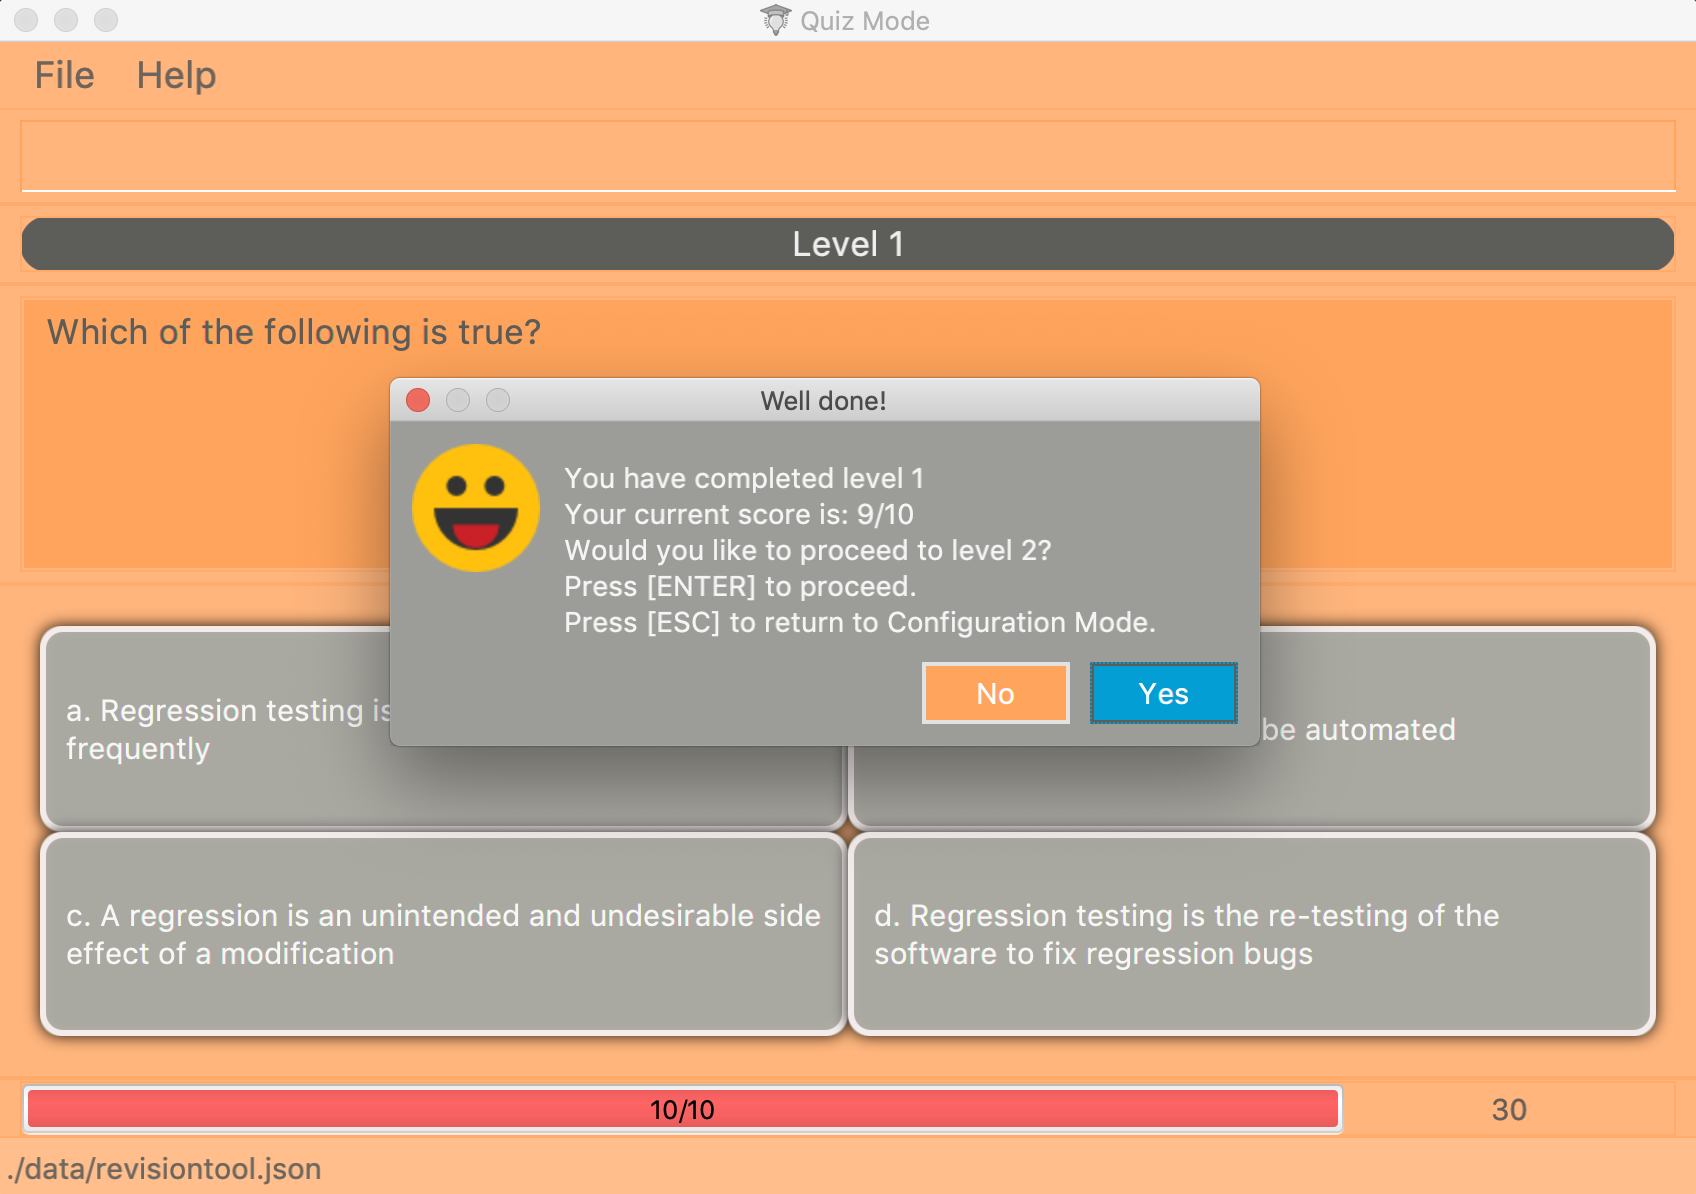 Quiz Mode
File Help
Level 1
Which of the following is true?
Well done!
You have completed level 1
Your current score is: 9/10
Would you like to proceed to level 2?
Press [ENTER] to proceed.
Press [ESC] to return to Configuration Mode.
No Yes
a. Regression testing is
frequently
be automated
c. A regression is an unintended and undesirable side
effect of a modification
d. Regression testing is the re-testing of the
software to fix regression bugs
10/10
30
./data/revisiontool.json